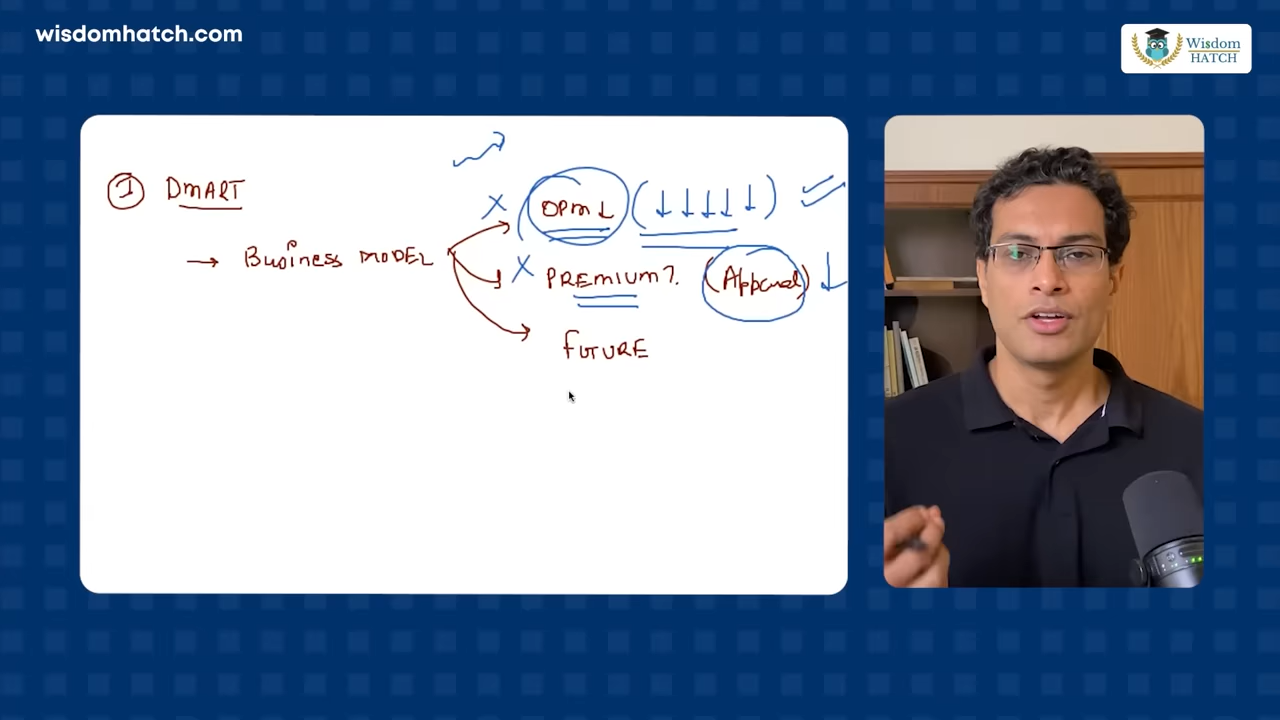 wisdomhatch.com
Wisdom
HATCH
1 DMART
X OPM↓ (↓↓↓↓↓)
→ Business MODEL
X PREMIUM%. (Apparel) ↓
FUTURE